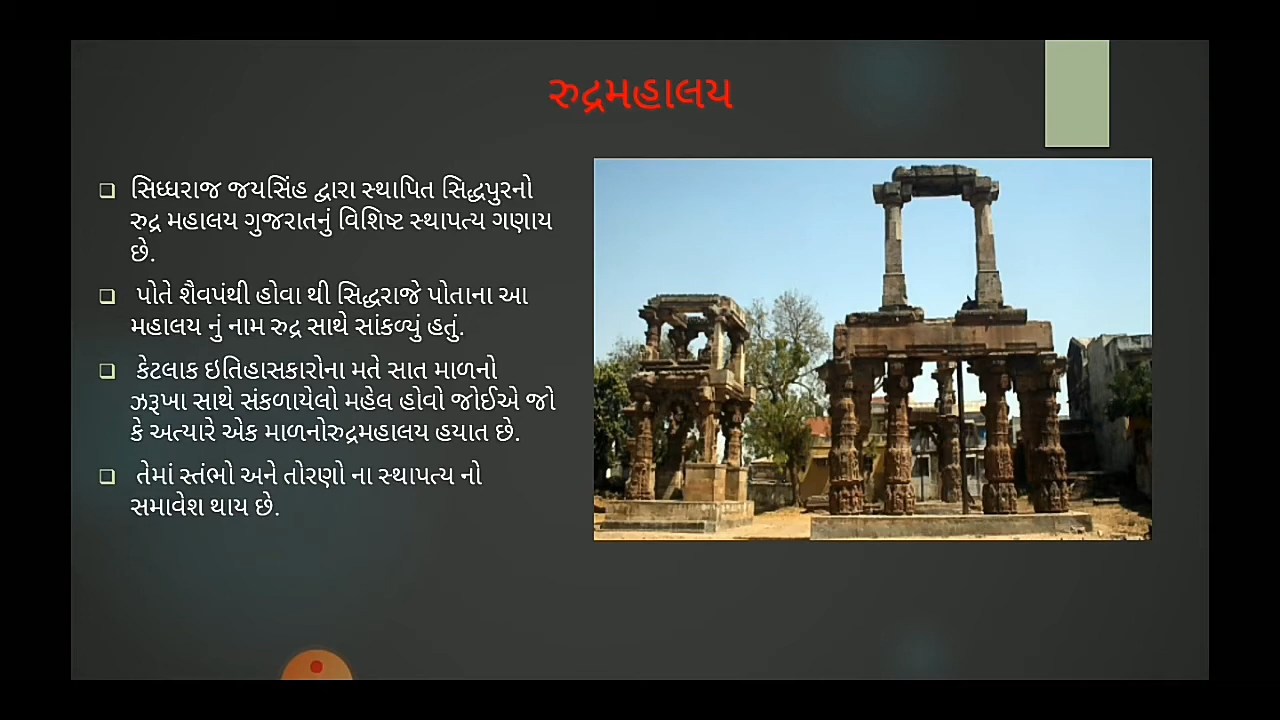 રુદ્રમહાલય
સિધ્ધરાજ જયસિંહ દ્વારા સ્થાપિત સિદ્ધપુરનો
રુદ્ર મહાલય ગુજરાતનું વિશિષ્ટ સ્થાપત્ય ગણાય
છે.
પોતે શૈવપંથી હોવા થી સિદ્ધરાજે પોતાના આ
મહાલય નું નામ રુદ્ર સાથે સાંકળ્યું હતું.
કેટલાક ઇતિહાસકારોના મતે સાત માળનો
ઝરૂખા સાથે સંકળાયેલો મહેલ હોવો જોઈએ જો
કે અત્યારે એક માળનોરુદ્રમહાલય હયાત છે.
તેમાં સ્તંભો અને તોરણો ના સ્થાપત્ય નો
સમાવેશ થાય છે.